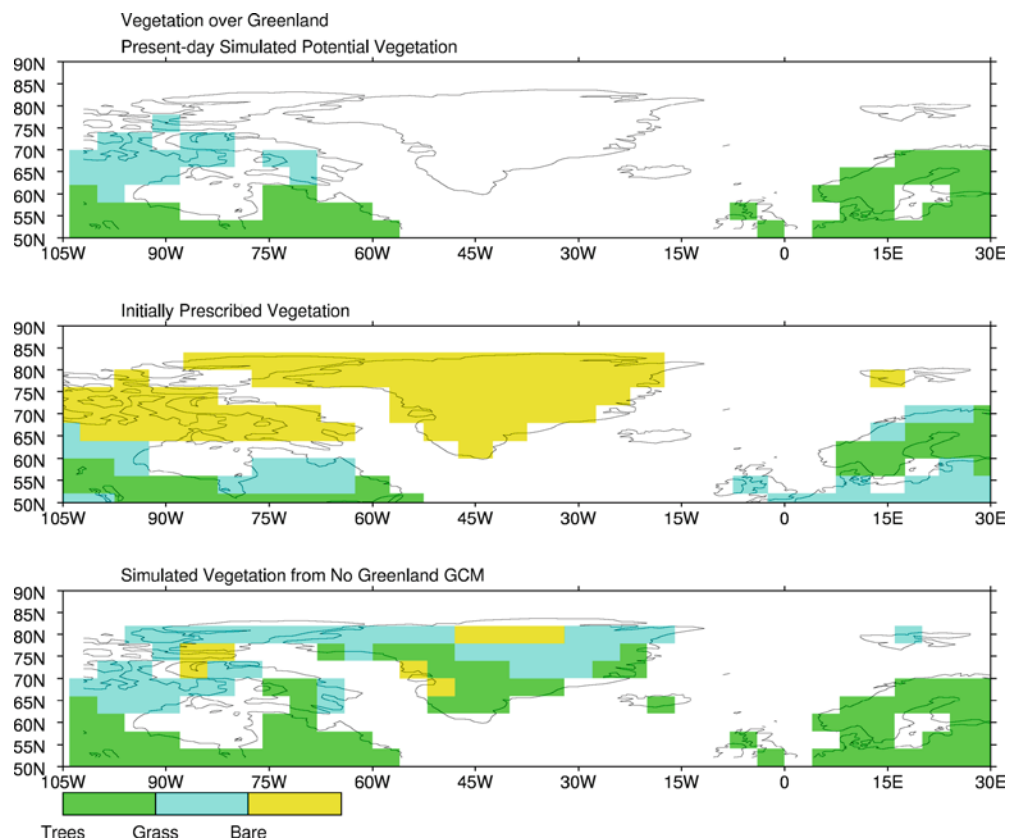 Vegetation over Greenland
Present-day Simulated Potential Vegetation
90N
85N
80N
75N
70N
65N
60N
55N
50N
105W 90W 75W 60W 45W 30W 15W 0 15E 30E
Initially Prescribed Vegetation
90N
85N
80N
75N
70N
65N
60N
55N
50N
105W 90W 75W 60W 45W 30W 15W 0 15E 30E
Simulated Vegetation from No Greenland GCM
90N
85N
80N
75N
70N
65N
60N
55N
50N
105W 90W 75W 60W 45W 30W 15W 0 15E 30E
Trees Grass Bare